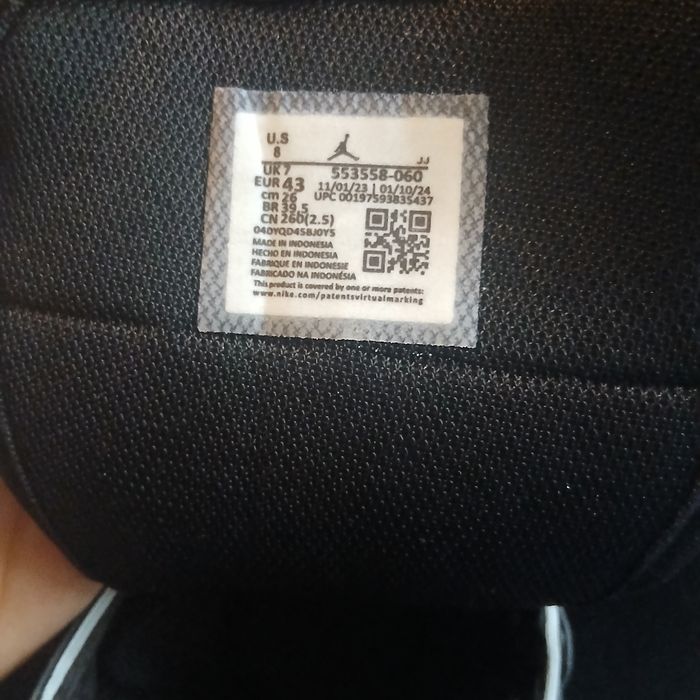 U.S
8
JJ
UK 7
553558-060
EUR 43
11/01/23 | 01/10/24
cm 26
UPC 00197593835437
BR 39.5
CN 260(2.5)
04DYQD45BJ0Y5
MADE IN INDONESIA
HECHO EN INDONESIA
FABRIQUE EN INDONESIE
FABRICADO NA INDONÉSIA
This product is covered by one or more patents:
www.nike.com/patentsvirtualmarking